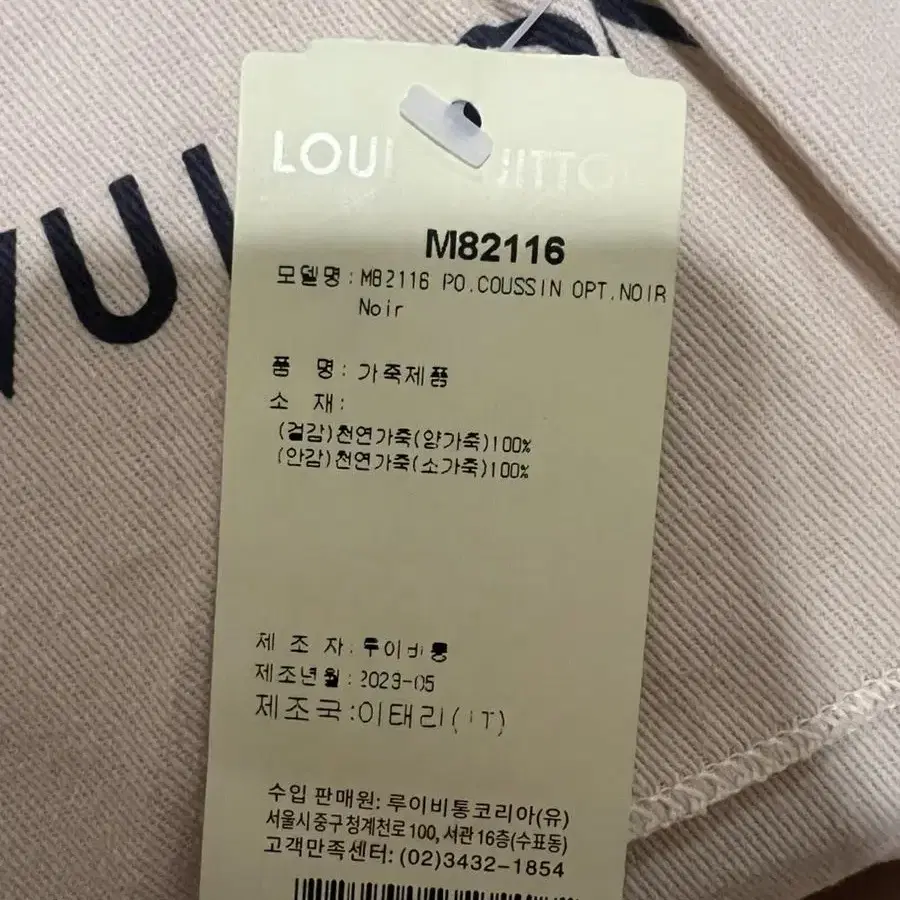 LOUI UITTO
M82116
모델명: M82116 PO.COUSSIN OPT.NOIR
Noir
품 명: 가죽제품
소 재:
(겉감)천연가죽(양가죽)100%
(안감)천연가죽(소가죽)100%
제 조 자: 루이비통
제조년월: 2023-05
제조국:이태리(IT)
수입 판매원: 루이비통코리아(유)
서울시 중구 청계천로 100, 서관 16층(수표동)
고객만족센터: (02)3432-1854
VUI